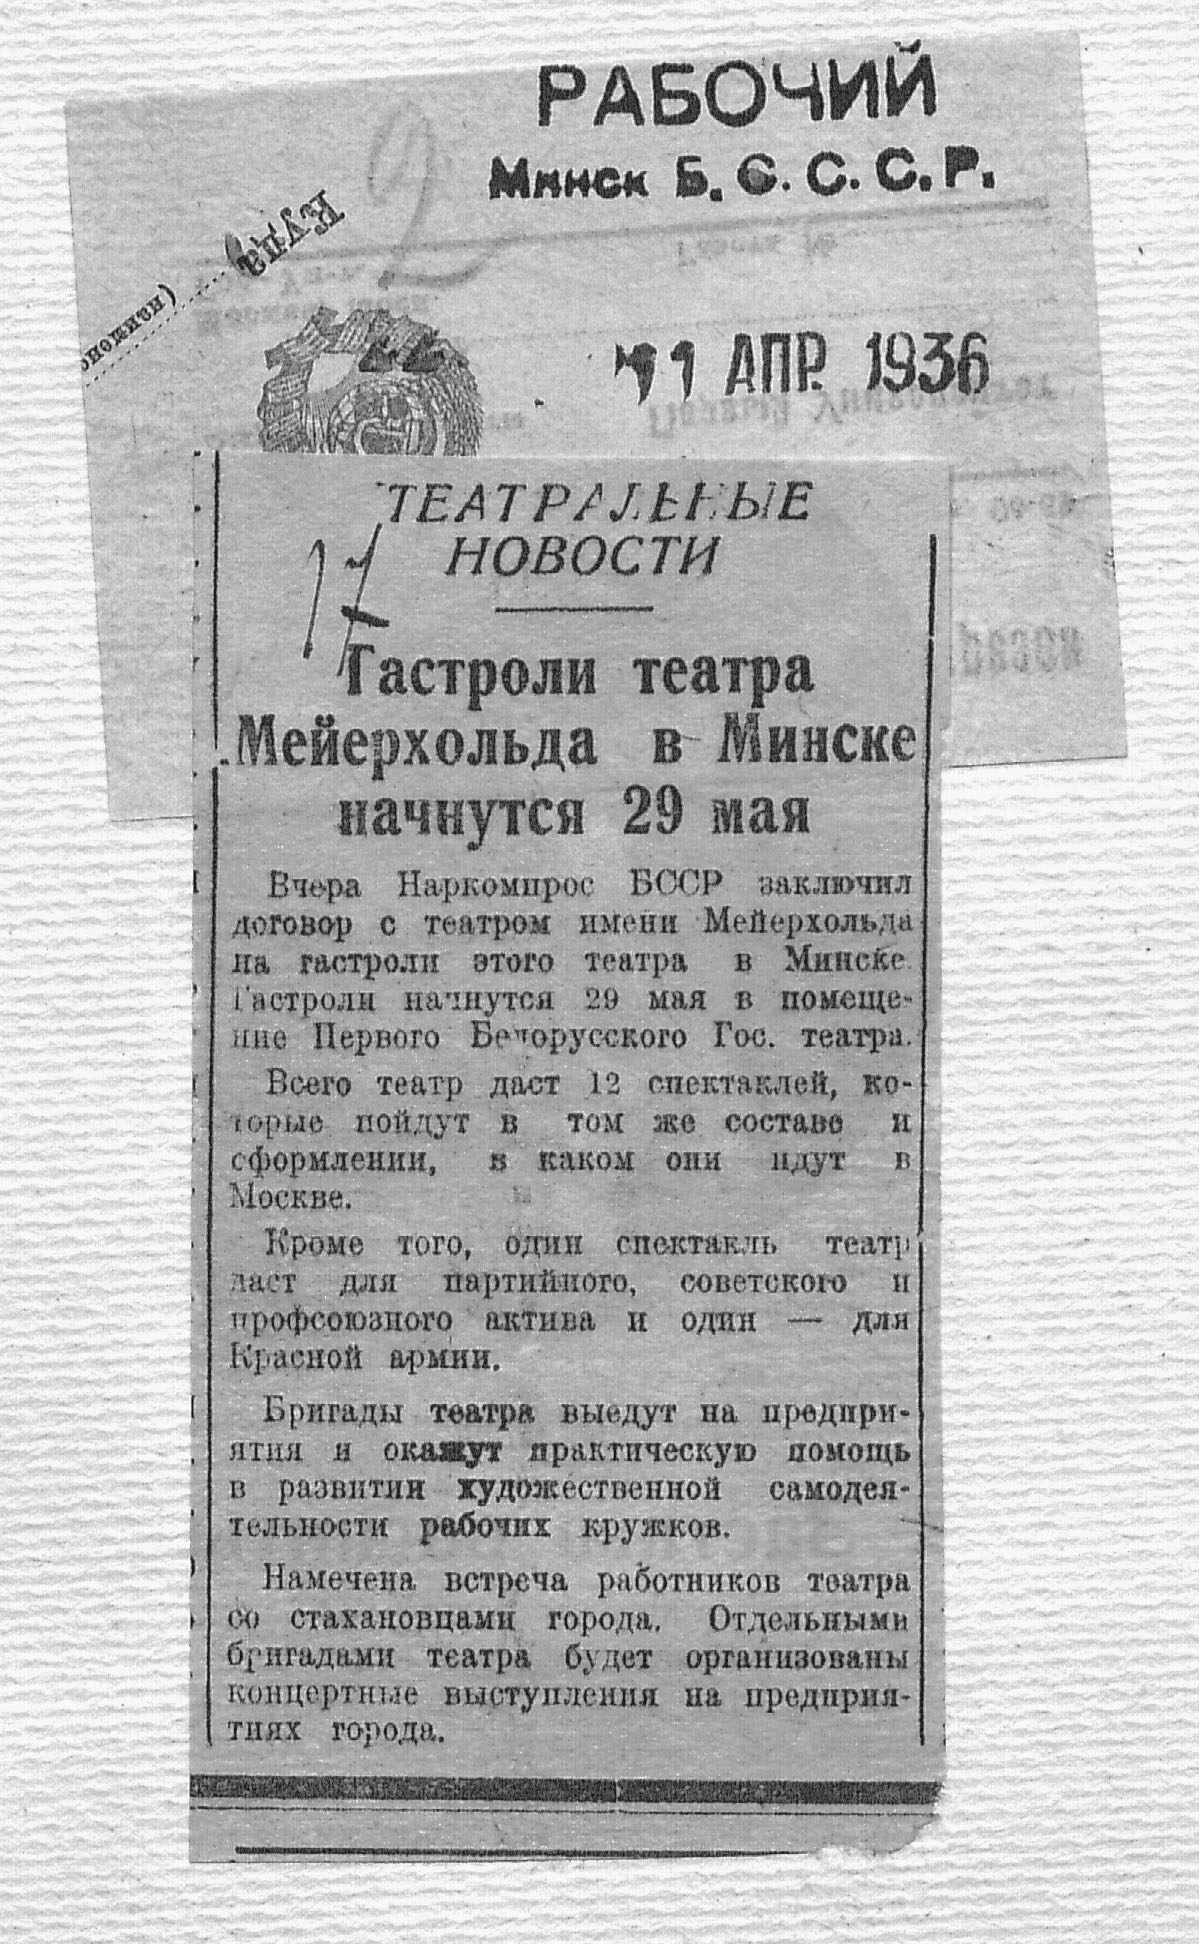 РАБОЧИЙ
Минск Б. С. С. С. Р.
Куда
11 АПР. 1936
ТЕАТРАЛЬНЫЕ
НОВОСТИ
17
Гастроли театра
Мейерхольда в Минске
начнутся 29 мая
Вчера Наркомпрос БССР заключил
договор с театром имени Мейерхольда
на гастроли этого театра в Минске.
Гастроли начнутся 29 мая в помеще-
ние Первого Белорусского Гос. театра.
Всего театр даст 12 спектаклей, ко-
торые пойдут в том же составе и
оформлении, в каком они идут в
Москве.
Кроме того, один спектакль театр
даст для партийного, советского и
профсоюзного актива и один — для
Красной армии.
Бригады театра выедут на предпри-
ятия и окажут практическую помощь
в развитии художественной самодея-
тельности рабочих кружков.
Намечена встреча работников театра
со стахановцами города. Отдельными
бригадами театра будет организованы
концертные выступления на предприя-
тиях города.